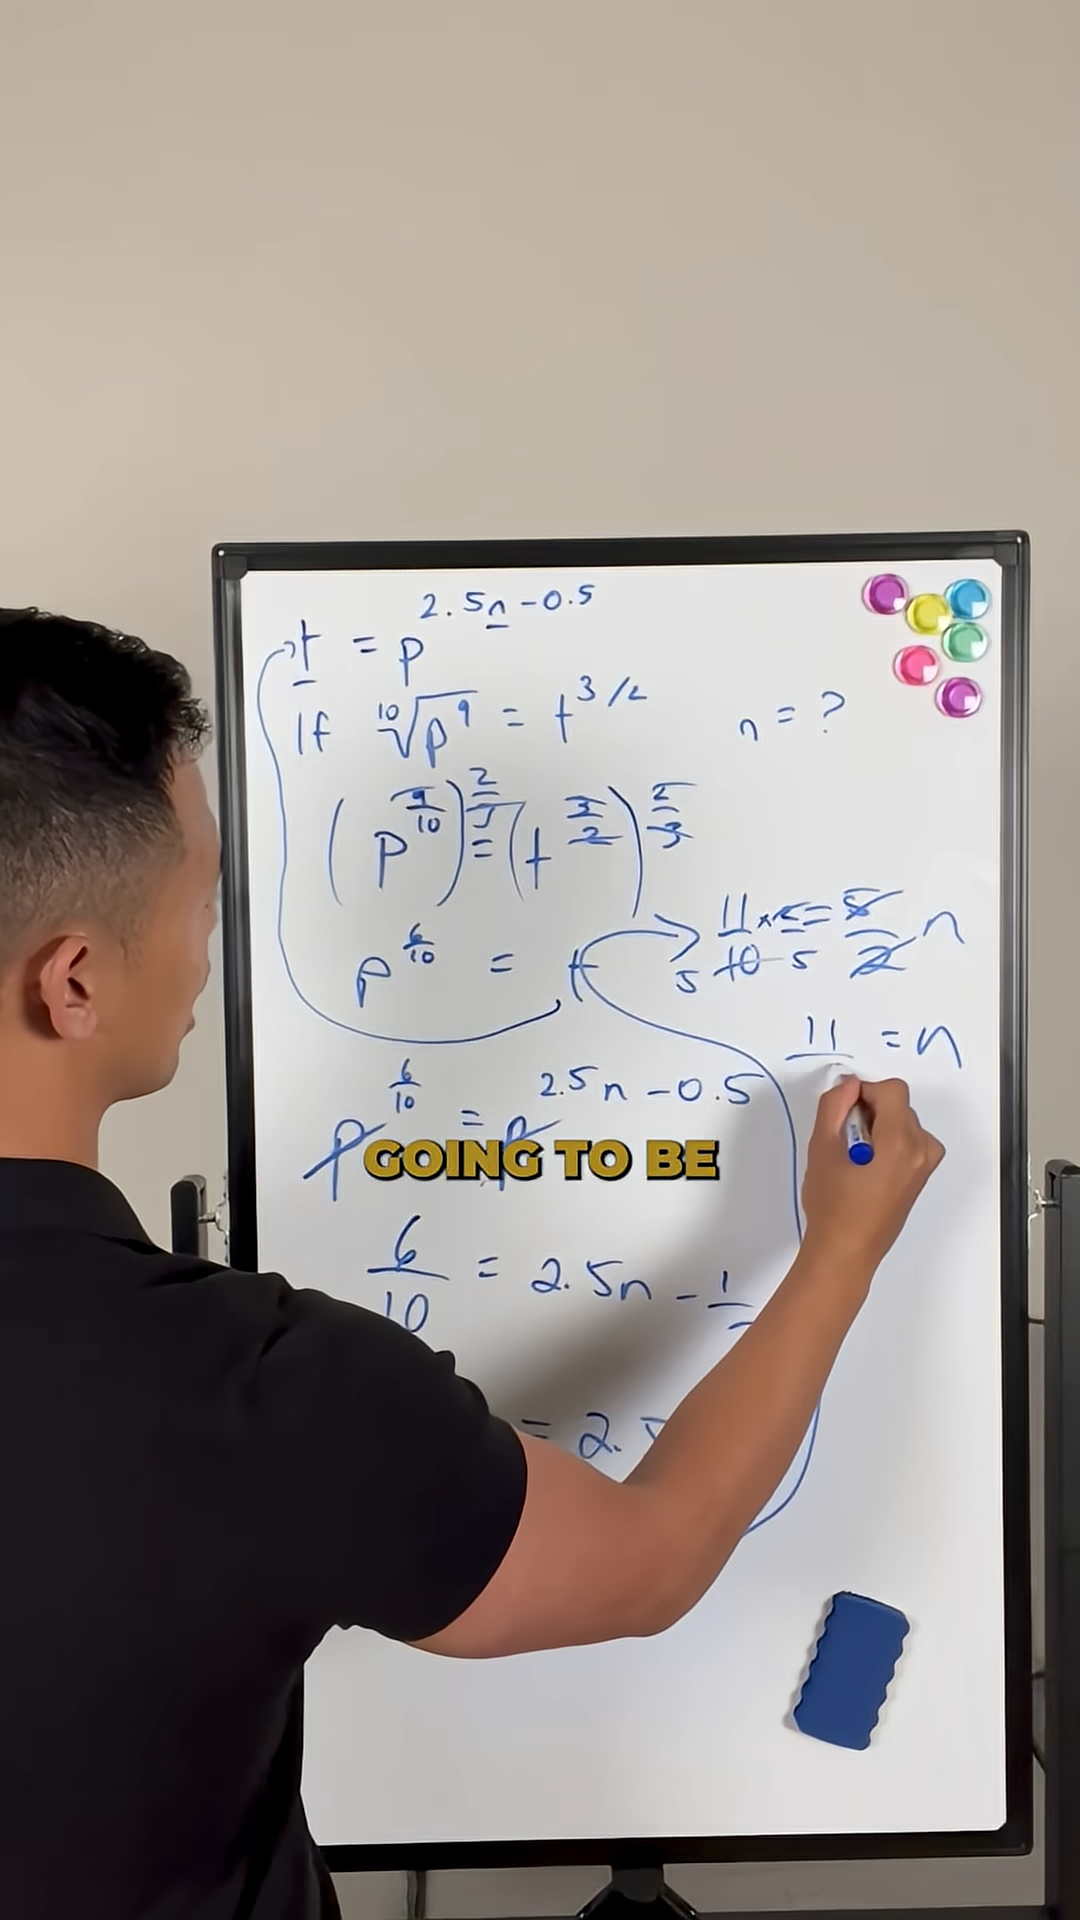 t = p^2.5n-0.5
If ¹⁰√p⁹ = t^3/2
n = ?
(p^9/10)^2/3 = (t^3/2)^2/3
p^6/10 = t
11/10 × 2/5 = 5/2 n
5 5
11 = n
p^6/10 = p^2.5n-0.5
GOING TO BE
6/10 = 2.5n - 1
= 2.